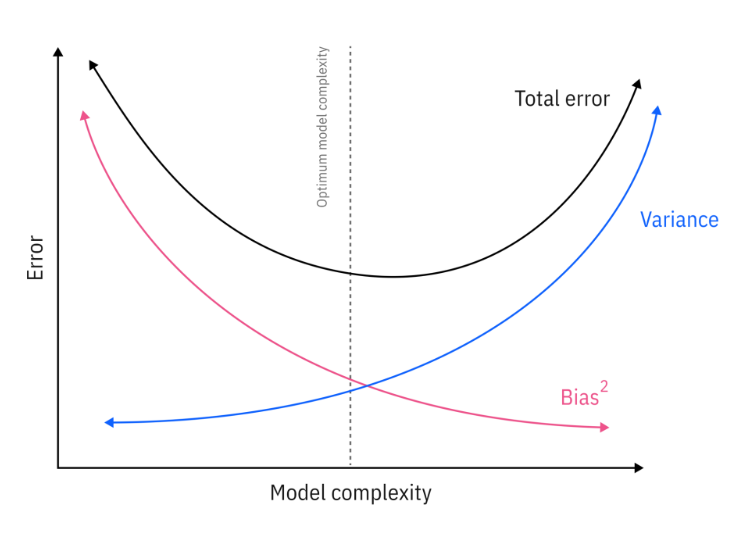 Optimum model complexity
Total error
Variance
Error
Bias²
Model complexity